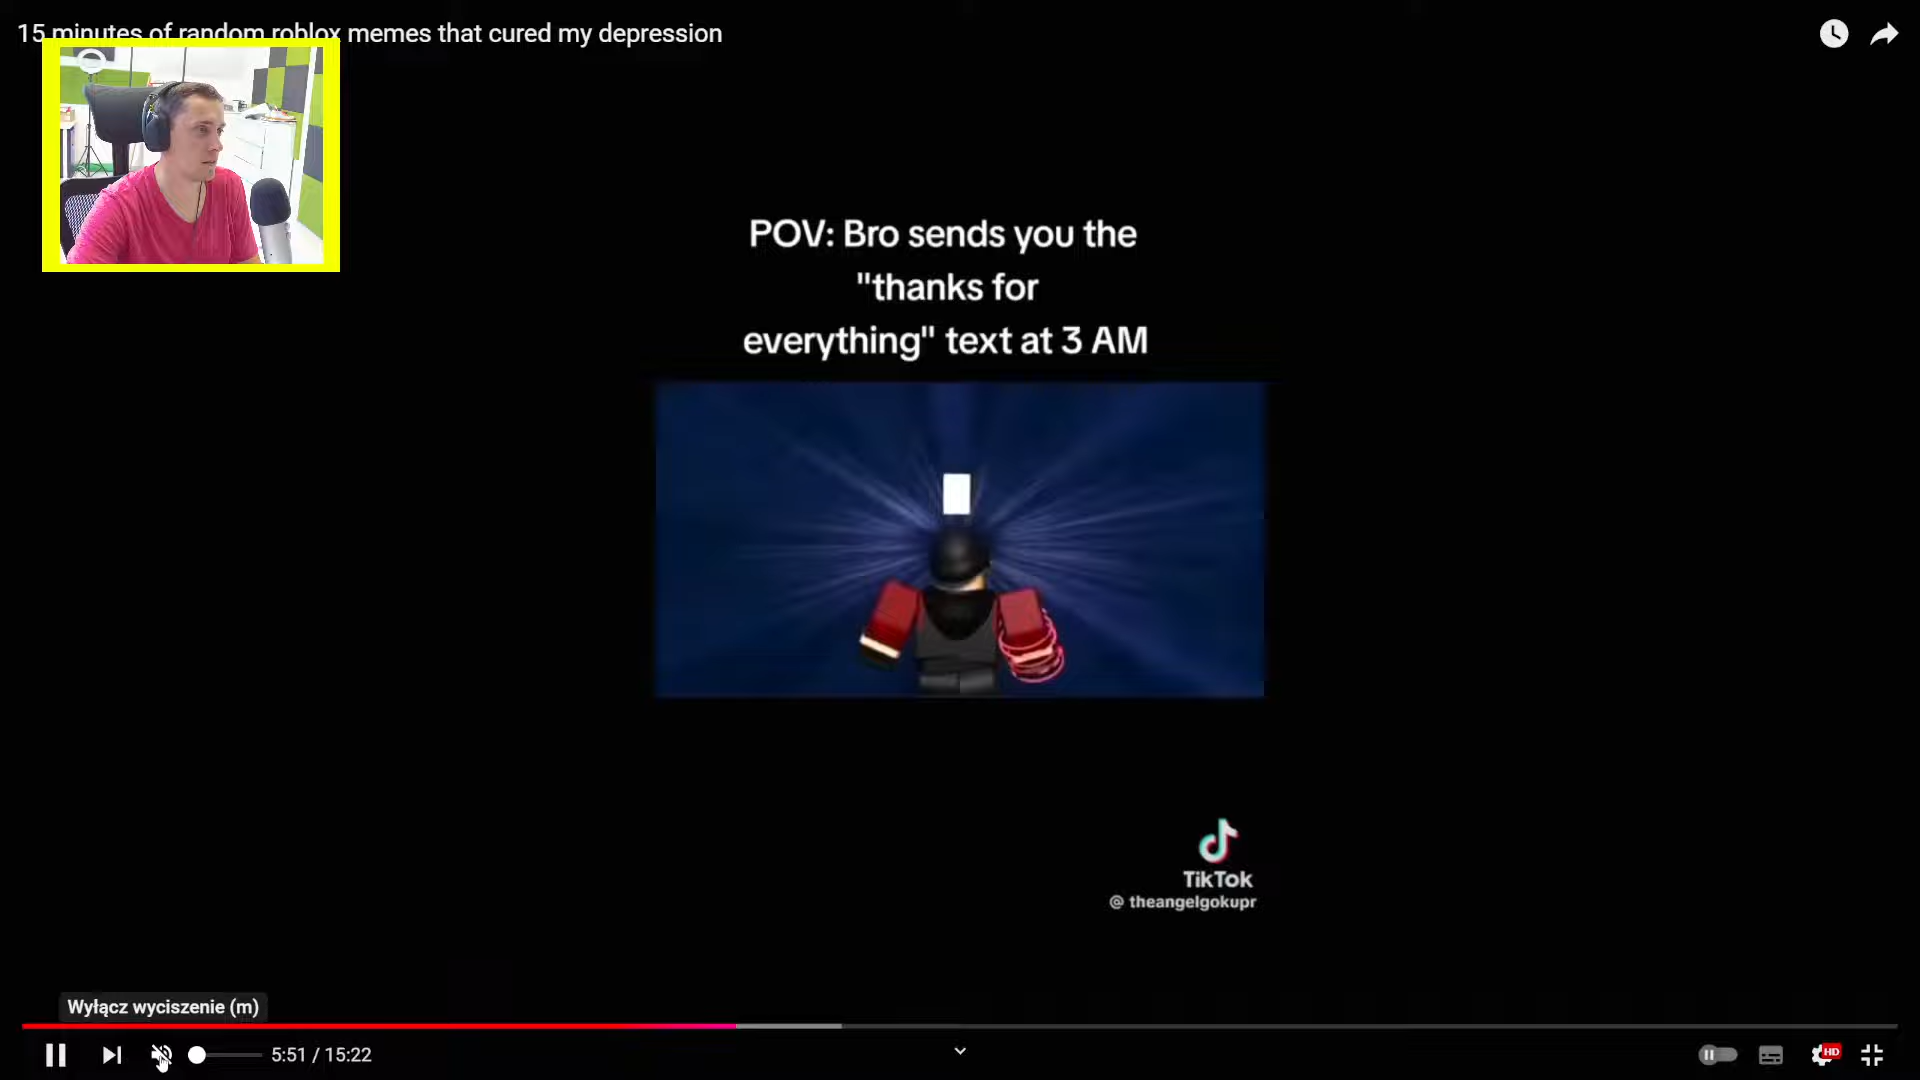 15 minutes of random roblox memes that cured my depression
POV: Bro sends you the
"thanks for
everything" text at 3 AM
TikTok
@ theangelgokupr
Wyłącz wyciszenie (m)
5:51 / 15:22
HD